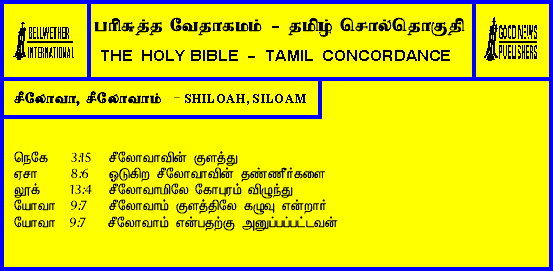 BELLWETHER
INTERNATIONAL
பரிசுத்த வேதாகமம் - தமிழ் சொல்தொகுதி
THE HOLY BIBLE - TAMIL CONCORDANCE
GOOD NEWS
PUBLISHERS
சீலோவா, சீலோவாம் - SHILOAH, SILOAM
நெகே 3:15 சீலோவாவின் குளத்து
ஏசா 8:6 ஒடுகிற சீலோவாவின் தண்ணீர்களை
லூக் 13:4 சீலோவாமிலே கோபுரம் விழுந்து
யோவா 9:7 சீலோவாம் குளத்திலே கழுவு என்றார்
யோவா 9:7 சீலோவாம் என்பதற்கு அனுப்பப்பட்டவன்